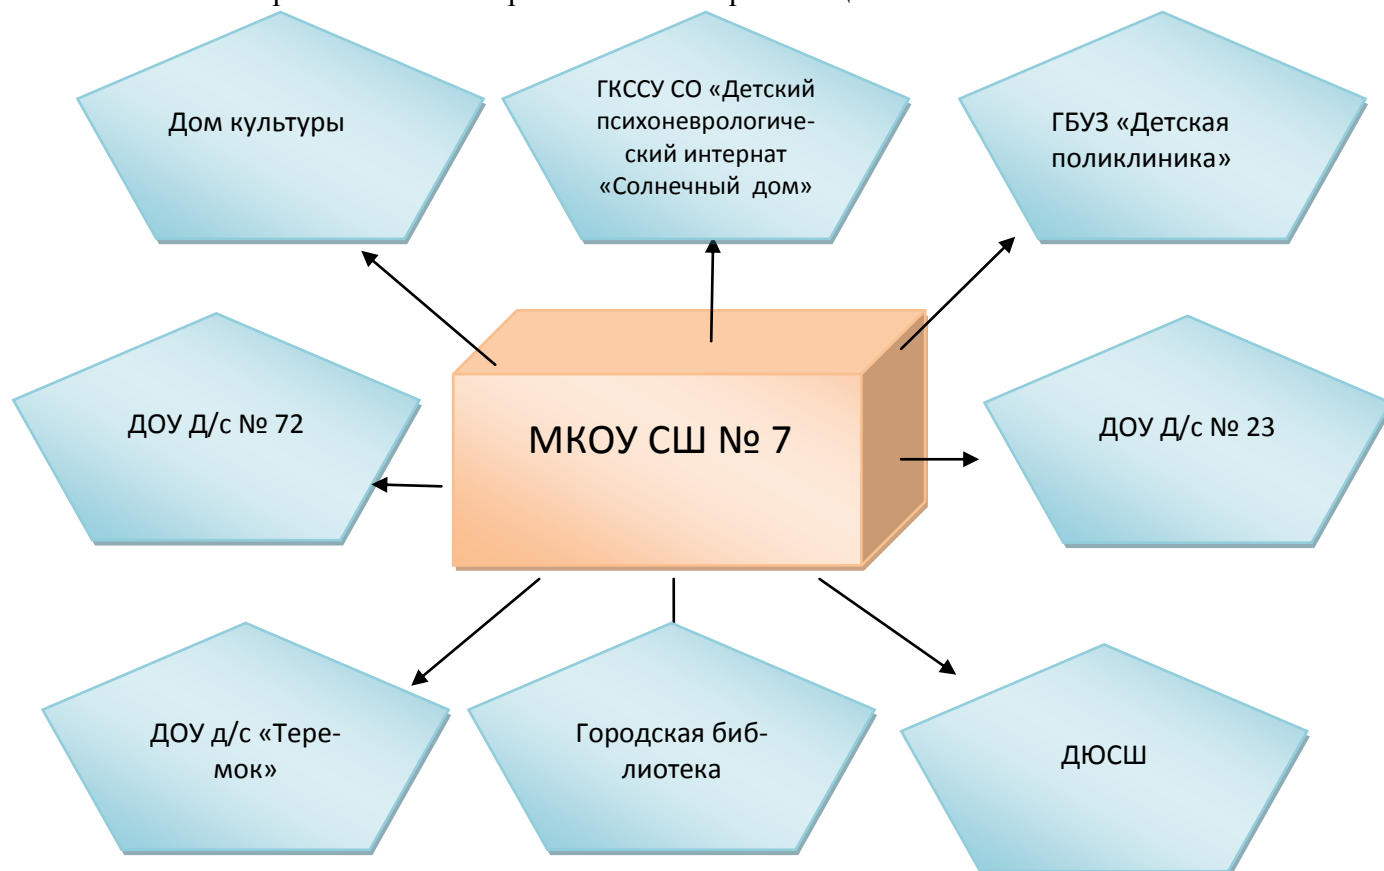 Дом культуры
ГКССУ СО «Детский
психоневрологиче-
ский интернат
«Солнечный дом»
ГБУЗ «Детская
поликлиника»
ДОУ Д/с № 72
МКОУ СШ № 7
ДОУ Д/с № 23
ДОУ д/с «Тере-
мок»
Городская биб-
лиотека
ДЮСШ